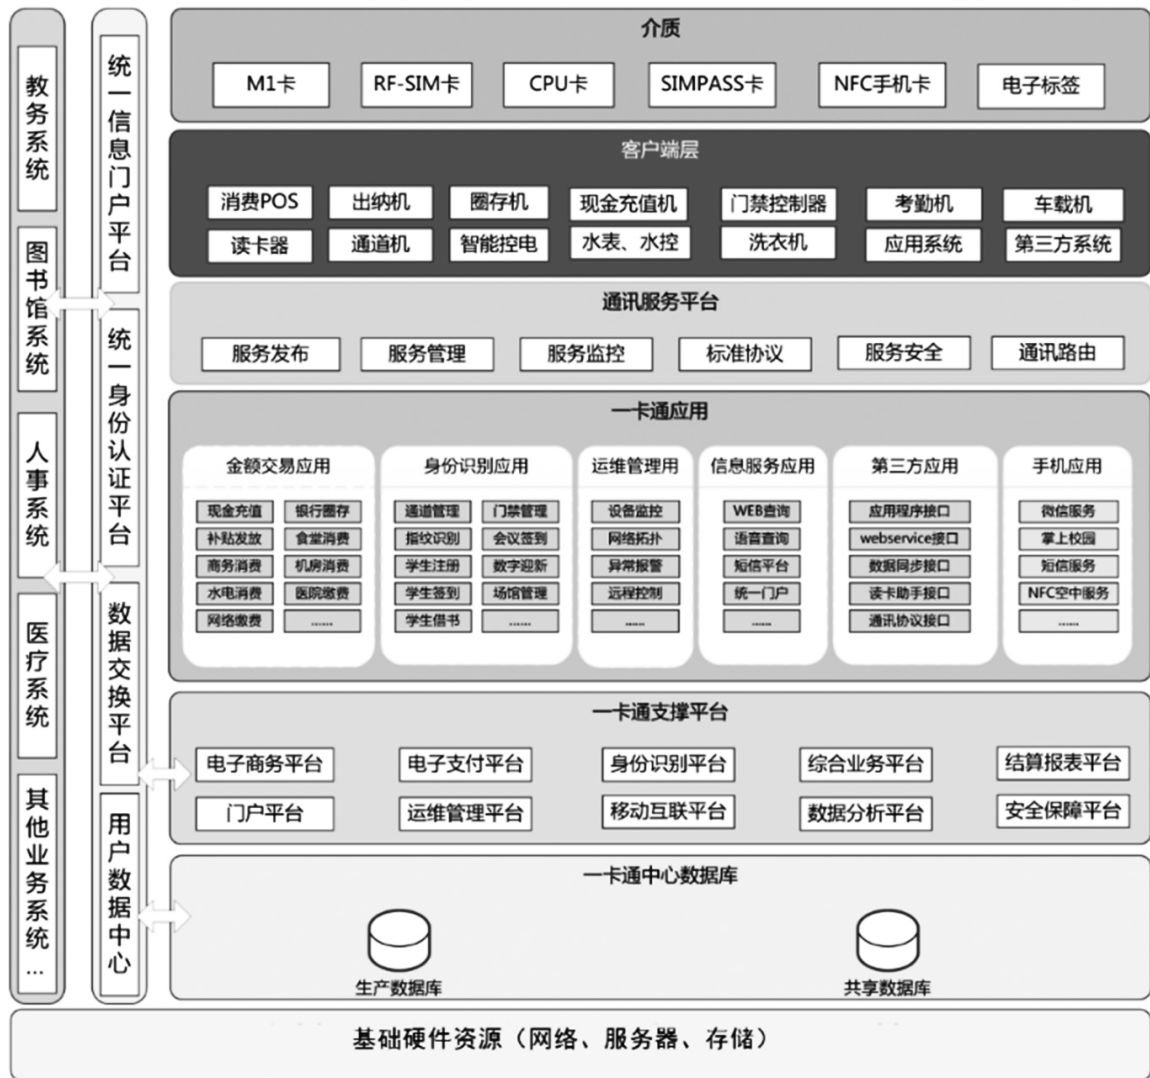 教务系统
图书馆系统
人事系统
医疗系统
其他业务系统...
统一信息门户平台
统一身份认证平台
数据交换平台
用户数据中心
介质
M1卡 RF-SIM卡 CPU卡 SIMPASS卡 NFC手机卡 电子标签
客户端层
消费POS 出纳机 圈存机 现金充值机 门禁控制器 考勤机 车载机
读卡器 通道机 智能控电 水表、水控 洗衣机 应用系统 第三方系统
通讯服务平台
服务发布 服务管理 服务监控 标准协议 服务安全 通讯路由
一卡通应用
金额交易应用
现金充值 银行圈存
补贴发放 食堂消费
商务消费 机房消费
水电消费 医院缴费
网络缴费 ......
身份识别应用
通道管理 门禁管理
指纹识别 会议签到
学生注册 数字迎新
学生签到 场馆管理
学生借书 ......
运维管理用
设备监控
网络拓扑
异常报警
远程控制
......
信息服务应用
WEB查询
语音查询
短信平台
统一门户
......
第三方应用
应用程序接口
webservice接口
数据同步接口
读卡助手接口
通讯协议接口
手机应用
微信服务
掌上校园
短信服务
NFC空中服务
......
一卡通支撑平台
电子商务平台 电子支付平台 身份识别平台 综合业务平台 结算报表平台
门户平台 运维管理平台 移动互联平台 数据分析平台 安全保障平台
一卡通中心数据库
生产数据库 共享数据库
基础硬件资源（网络、服务器、存储）